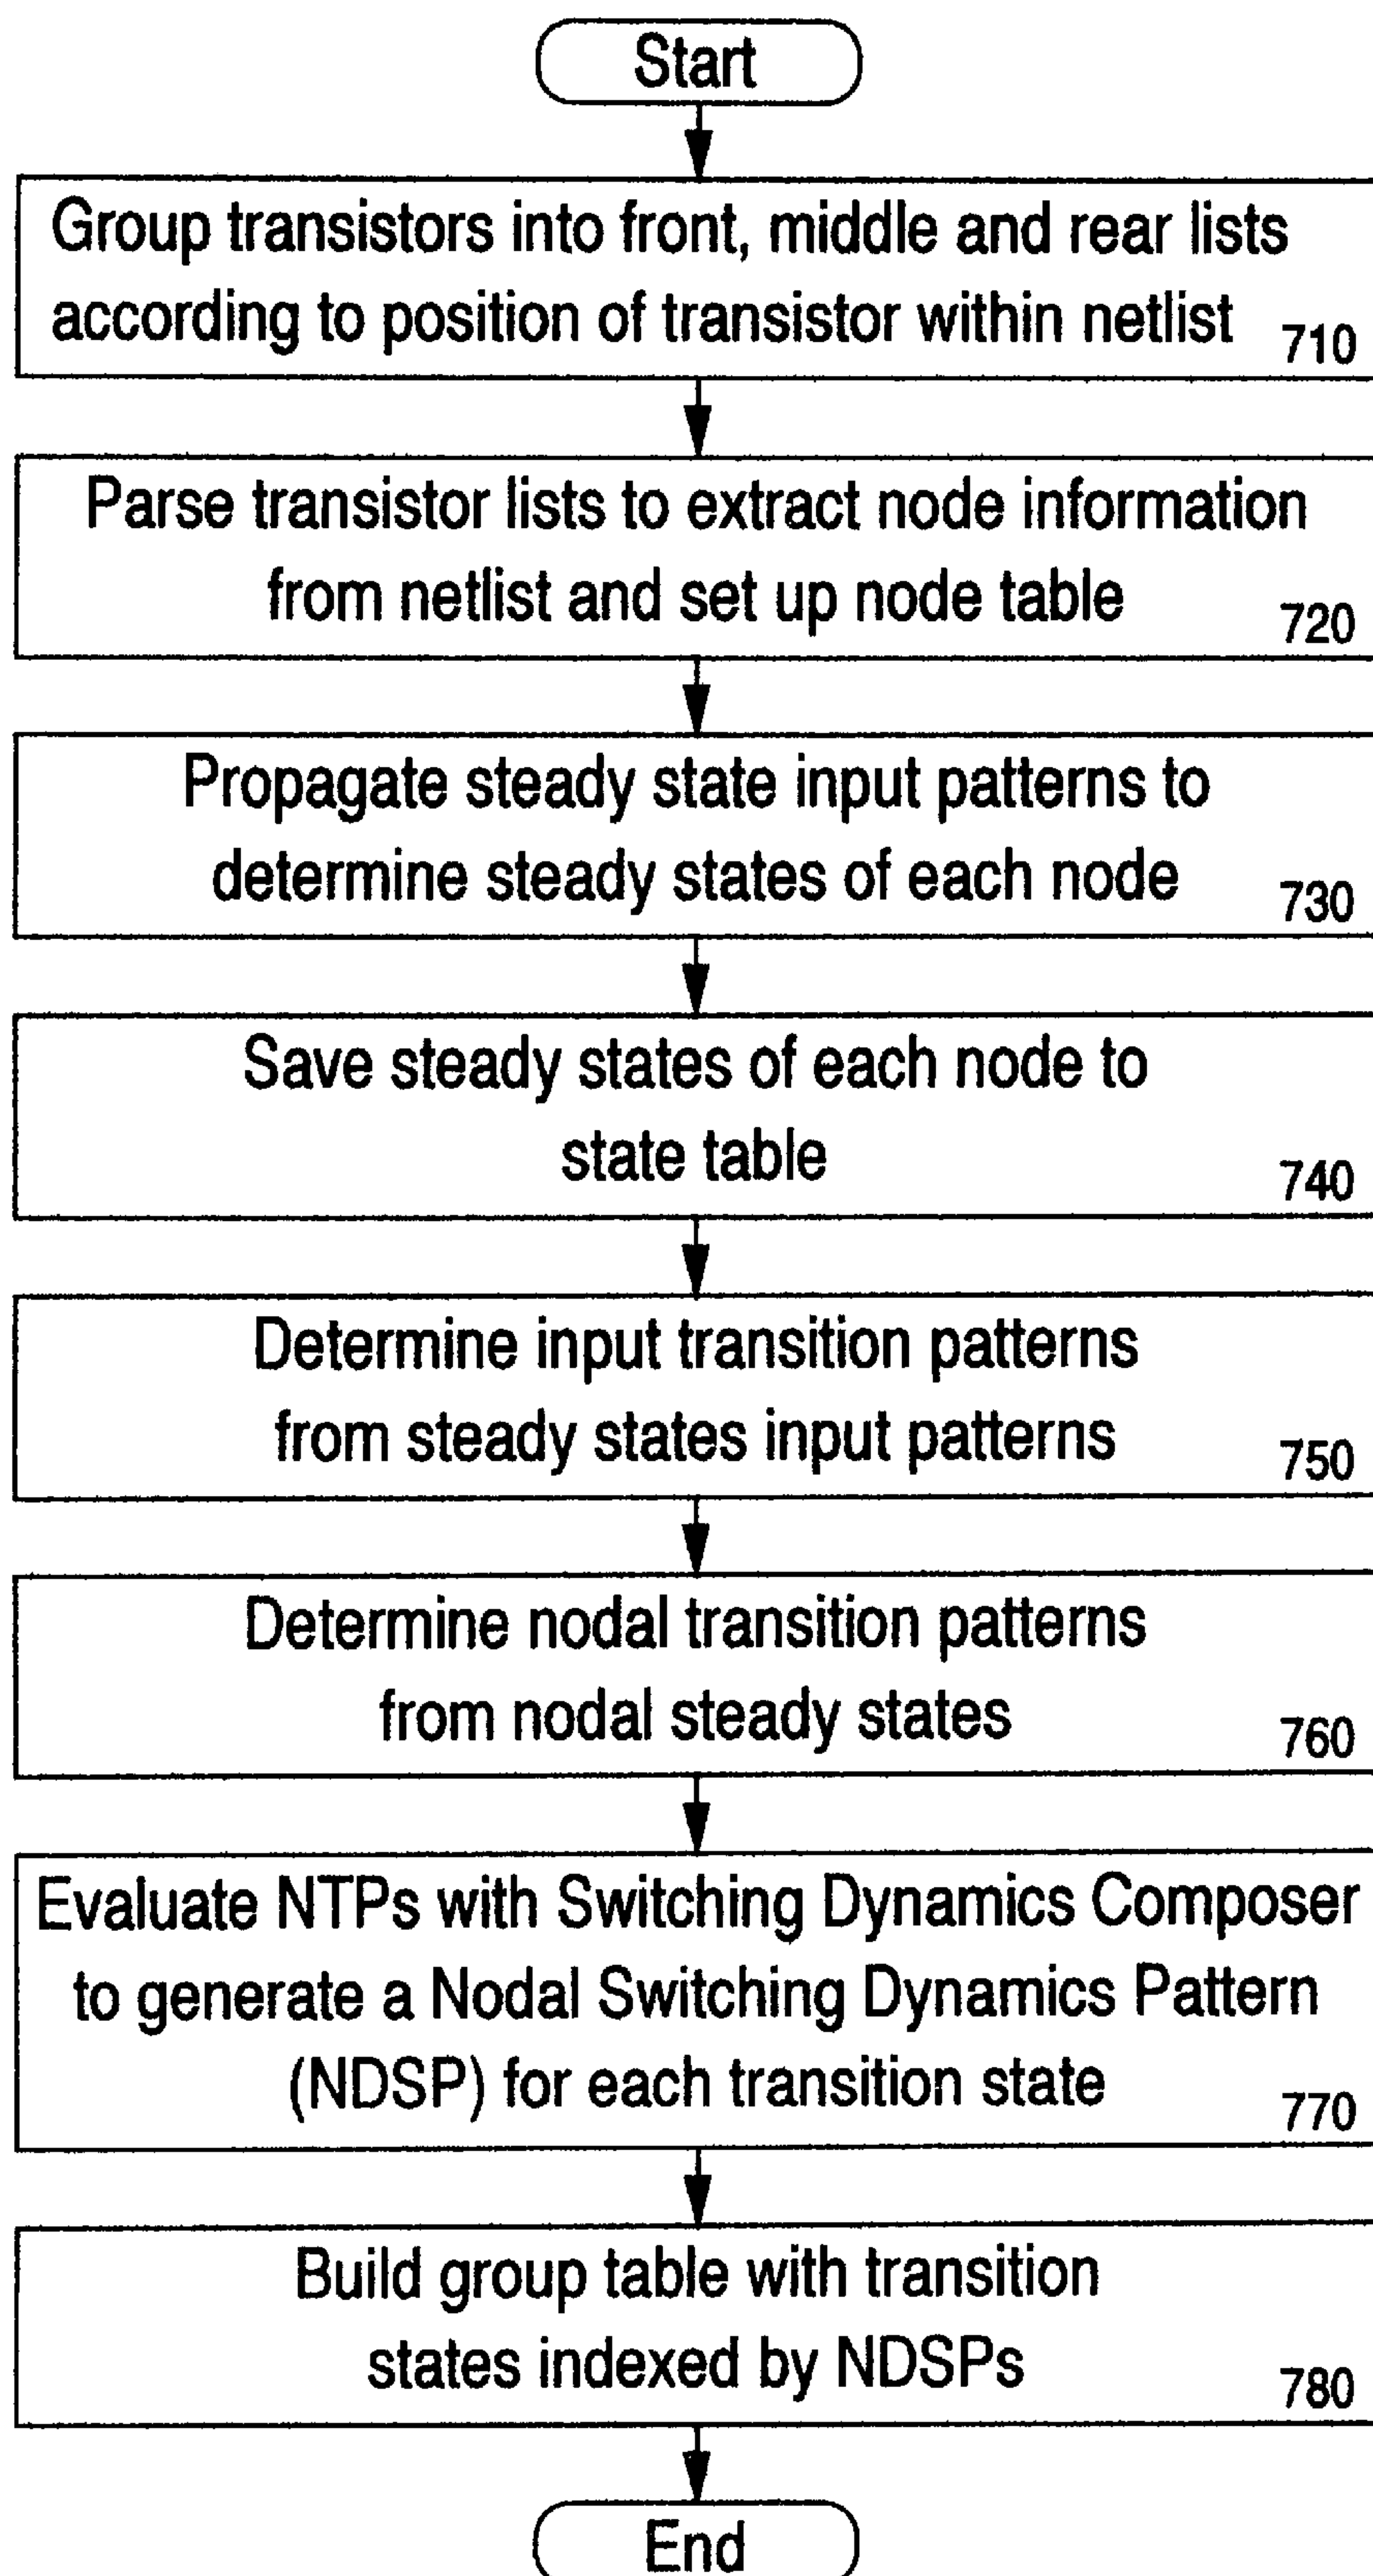 Start
Group transistors into front, middle and rear lists
according to position of transistor within netlist
710
Parse transistor lists to extract node information
from netlist and set up node table
720
Propagate steady state input patterns to
determine steady states of each node
730
Save steady states of each node to
state table
740
Determine input transition patterns
from steady states input patterns
750
Determine nodal transition patterns
from nodal steady states
760
Evaluate NTPs with Switching Dynamics Composer
to generate a Nodal Switching Dynamics Pattern
(NDSP) for each transition state
770
Build group table with transition
states indexed by NDSPs
780
End